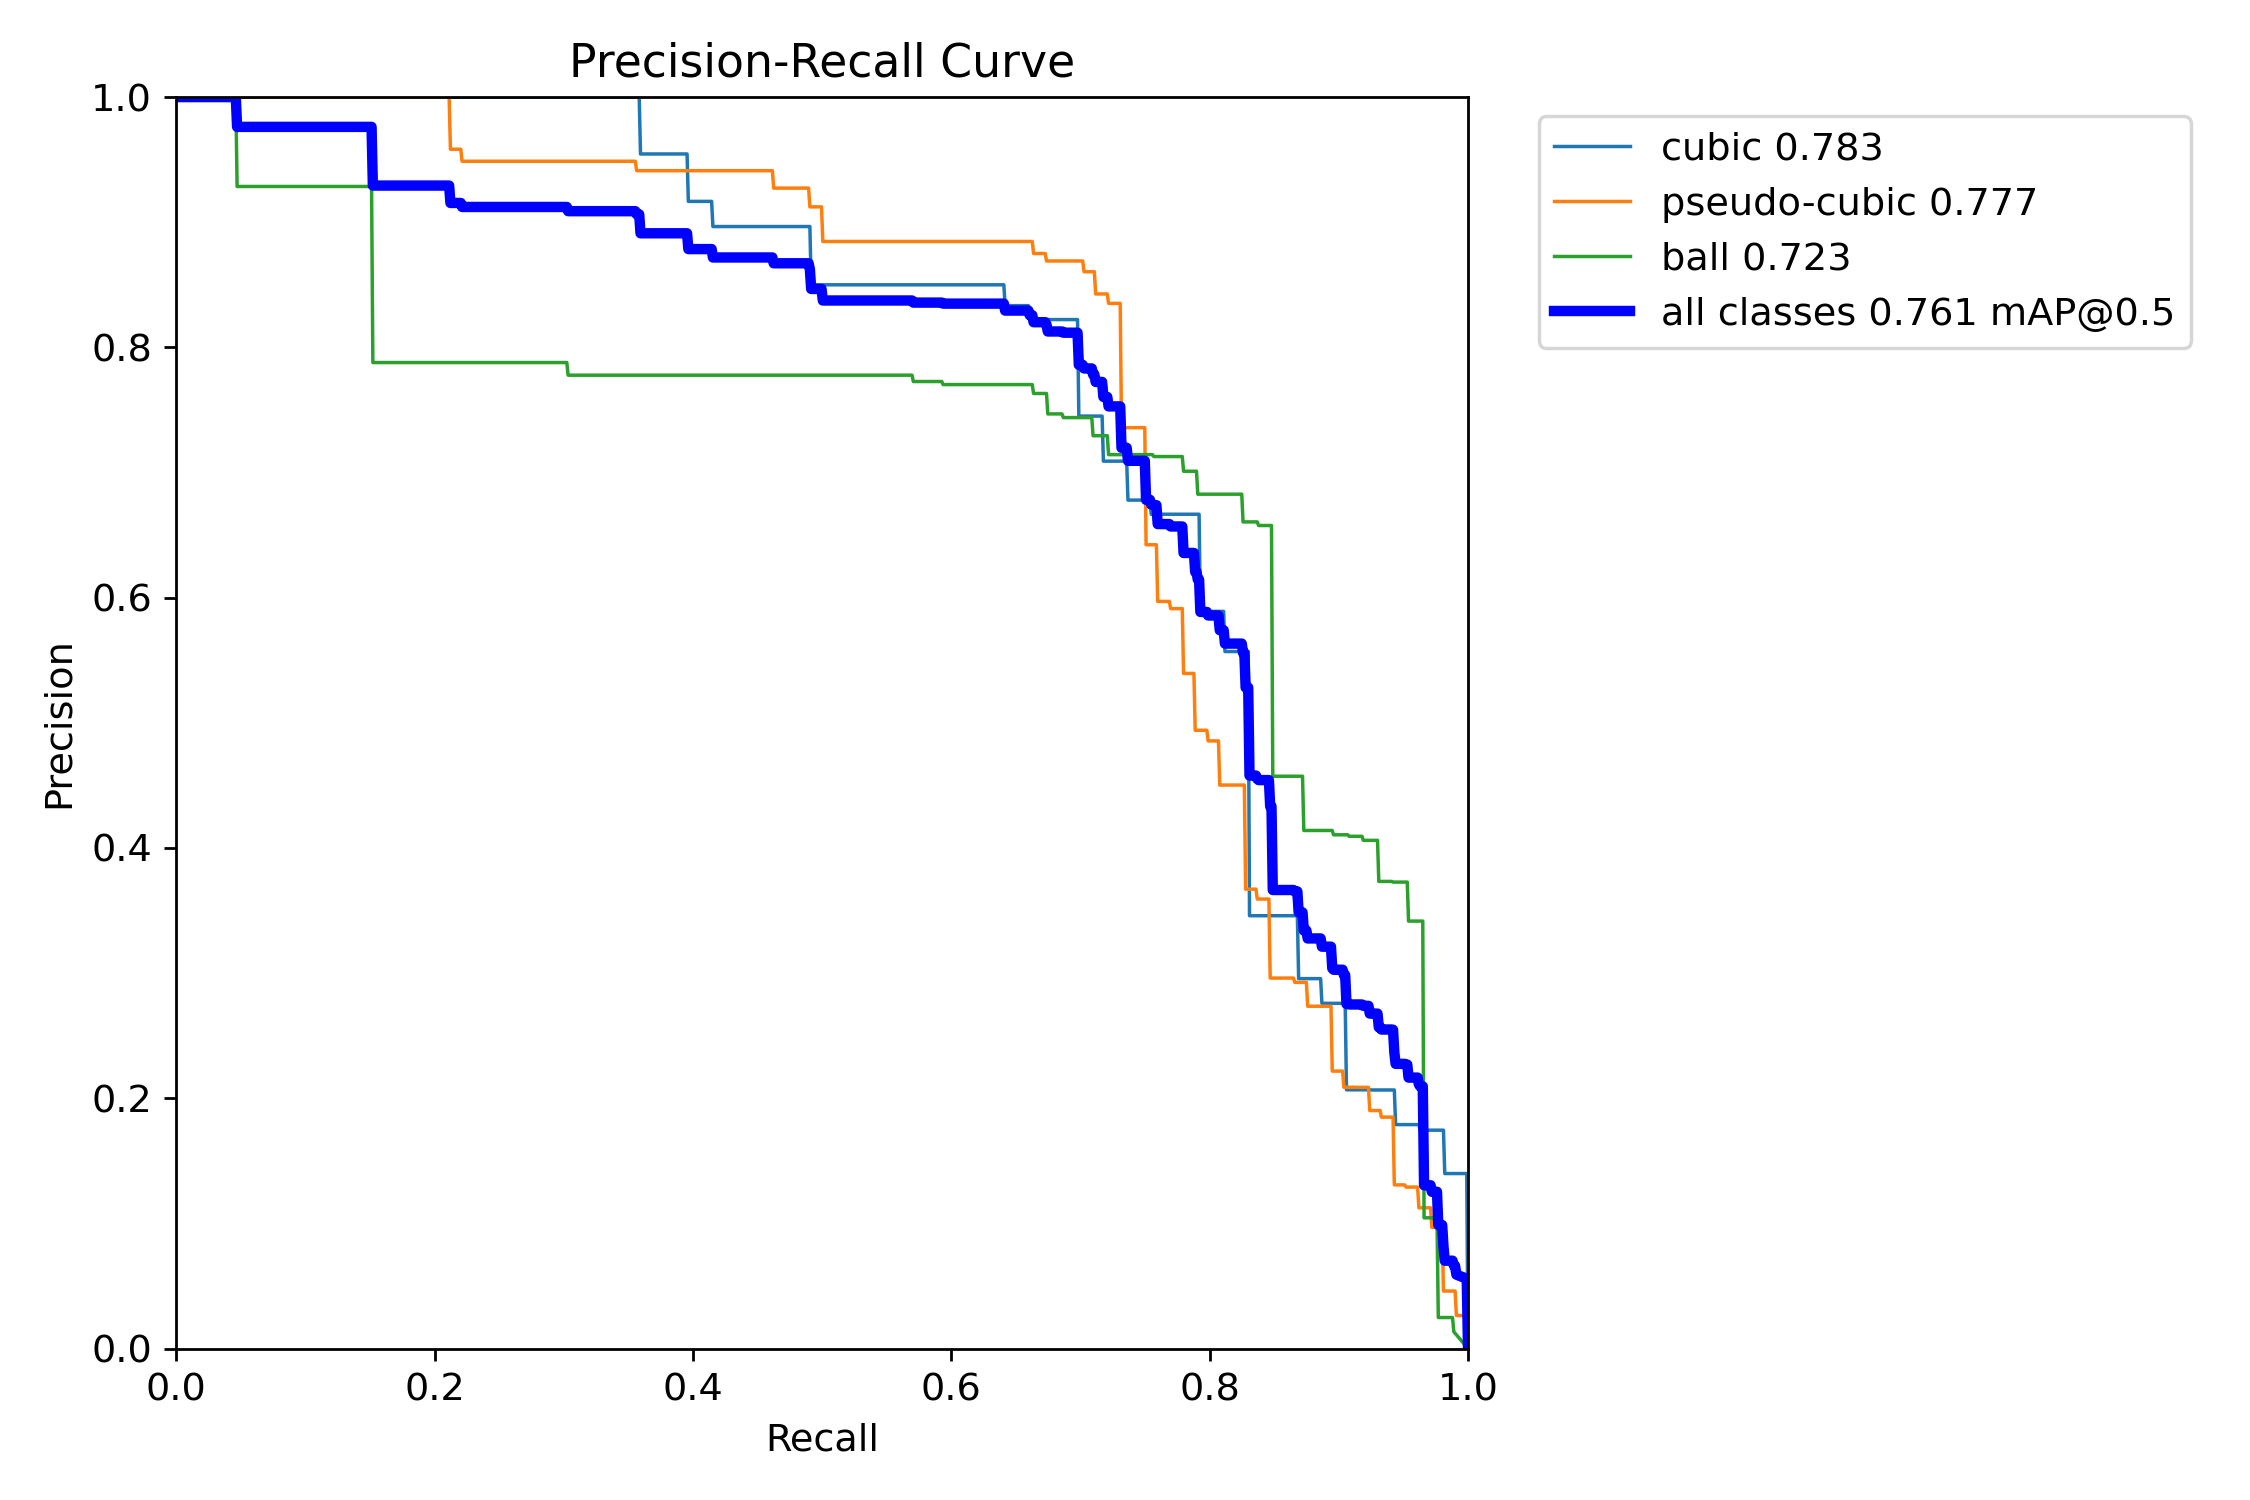 Precision-Recall Curve
1.0
0.8
0.6
0.4
0.2
0.0
Precision
0.0 0.2 0.4 0.6 0.8 1.0
Recall
cubic 0.783
pseudo-cubic 0.777
ball 0.723
all classes 0.761 mAP@0.5